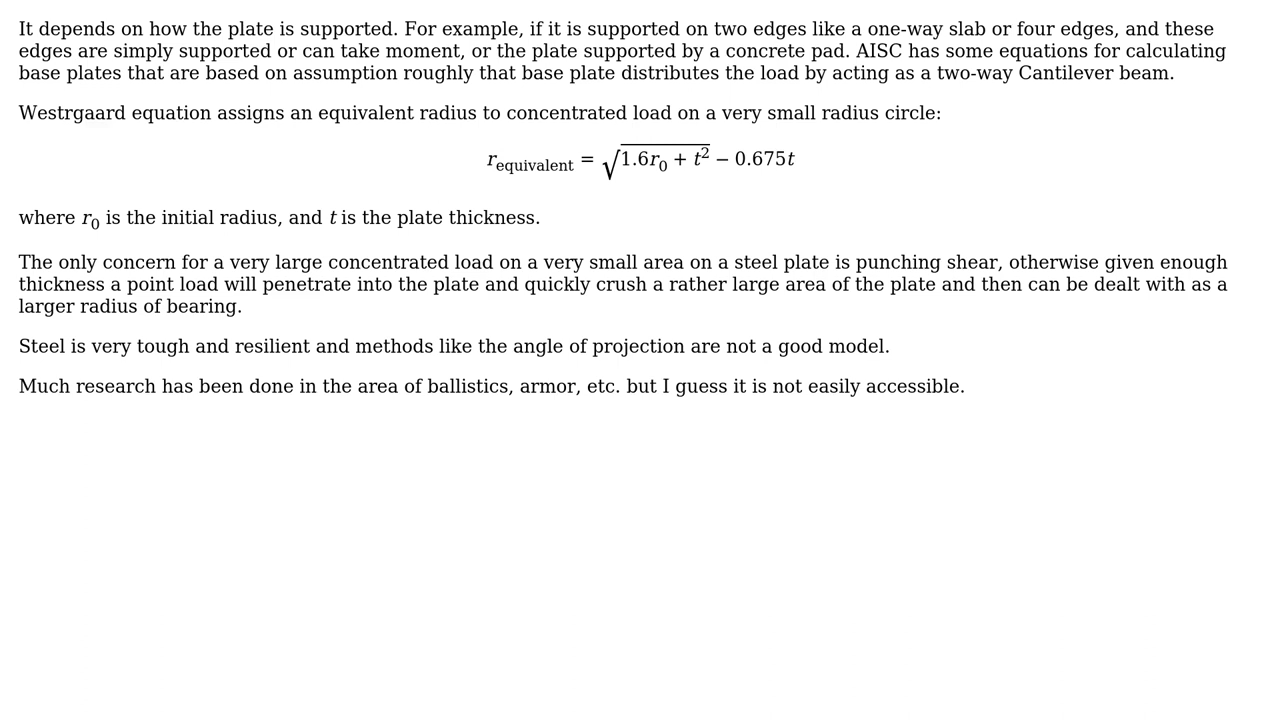 It depends on how the plate is supported. For example, if it is supported on two edges like a one-way slab or four edges, and these
edges are simply supported or can take moment, or the plate supported by a concrete pad. AISC has some equations for calculating
base plates that are based on assumption roughly that base plate distributes the load by acting as a two-way Cantilever beam.
Westrgaard equation assigns an equivalent radius to concentrated load on a very small radius circle:
r_equivalent = √(1.6r₀ + t²) − 0.675t
where r₀ is the initial radius, and t is the plate thickness.
The only concern for a very large concentrated load on a very small area on a steel plate is punching shear, otherwise given enough
thickness a point load will penetrate into the plate and quickly crush a rather large area of the plate and then can be dealt with as a
larger radius of bearing.
Steel is very tough and resilient and methods like the angle of projection are not a good model.
Much research has been done in the area of ballistics, armor, etc. but I guess it is not easily accessible.